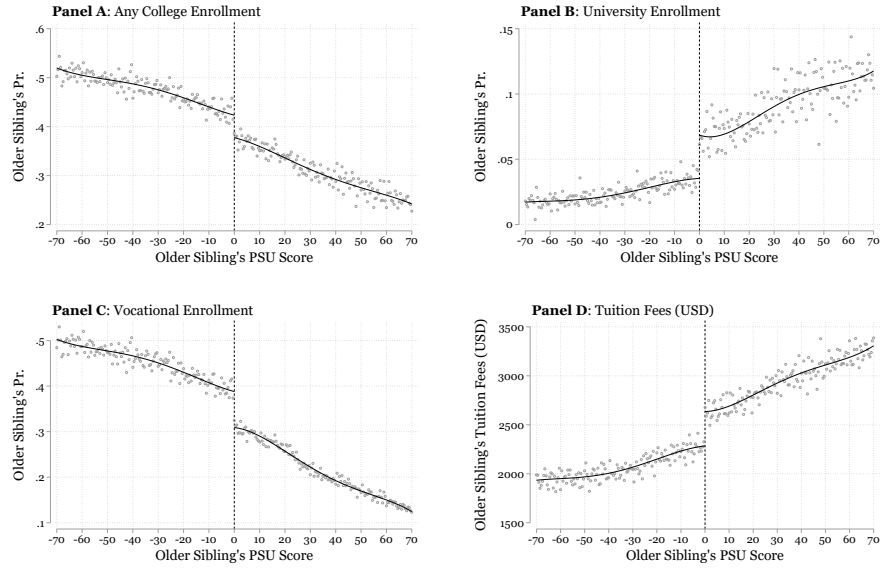 Panel A: Any College Enrollment
Older Sibling's Pr.
.6
.5
.4
.3
.2
-70 -60 -50 -40 -30 -20 -10 0 10 20 30 40 50 60 70
Older Sibling's PSU Score
Panel B: University Enrollment
Older Sibling's Pr.
.15
.1
.05
0
-70 -60 -50 -40 -30 -20 -10 0 10 20 30 40 50 60 70
Older Sibling's PSU Score
Panel C: Vocational Enrollment
Older Sibling's Pr.
.5
.4
.3
.2
.1
-70 -60 -50 -40 -30 -20 -10 0 10 20 30 40 50 60 70
Older Sibling's PSU Score
Panel D: Tuition Fees (USD)
Older Sibling's Tuition Fees (USD)
3500
3000
2500
2000
1500
-70 -60 -50 -40 -30 -20 -10 0 10 20 30 40 50 60 70
Older Sibling's PSU Score